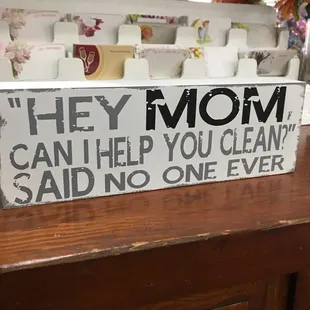 "HEY MOM,
CAN I HELP YOU CLEAN?"
SAID NO ONE EVER